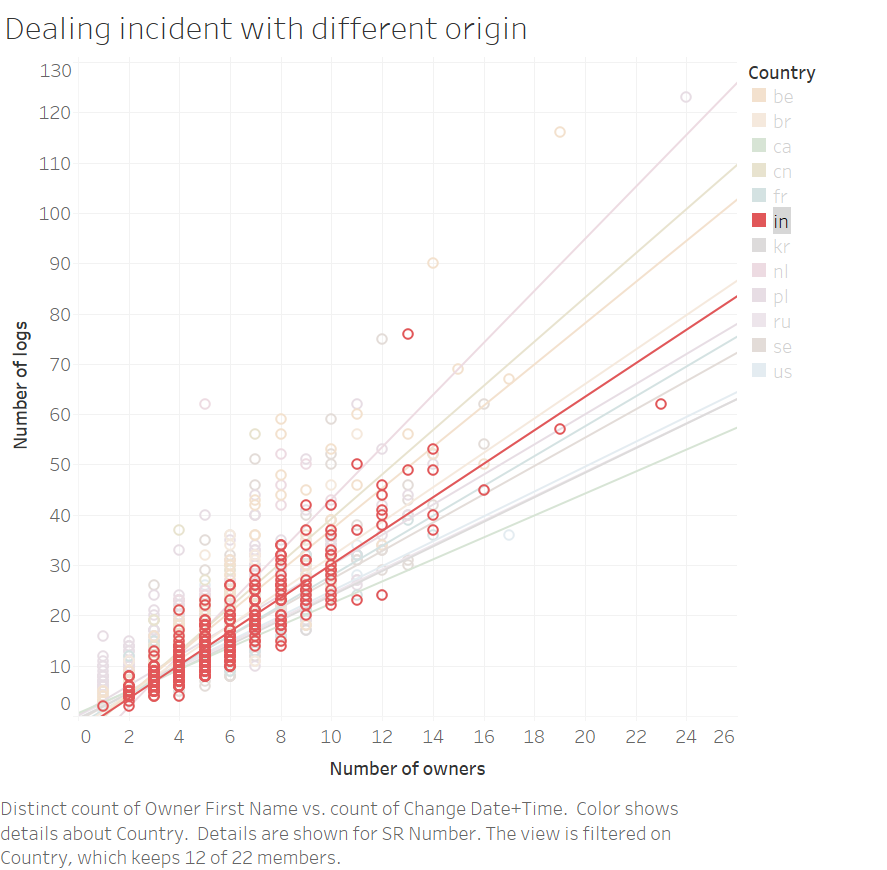 Dealing incident with different origin
Country
be
br
ca
cn
fr
in
kr
nl
pl
ru
se
us
Number of logs
130
120
110
100
90
80
70
60
50
40
30
20
10
0
0 2 4 6 8 10 12 14 16 18 20 22 24 26
Number of owners
Distinct count of Owner First Name vs. count of Change Date+Time. Color shows
details about Country. Details are shown for SR Number. The view is filtered on
Country, which keeps 12 of 22 members.